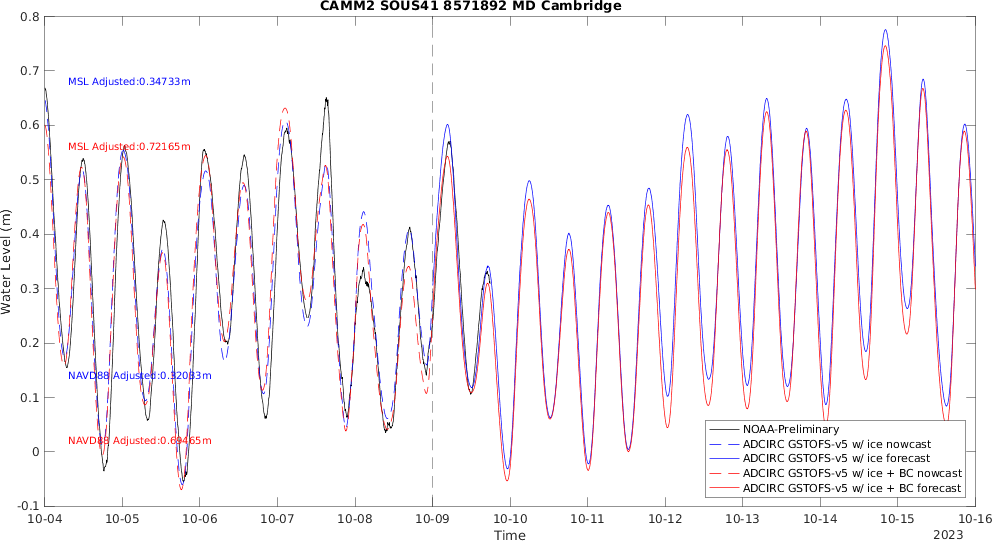 CAMM2 SOUS41 8571892 MD Cambridge
0.8
0.7
0.6
0.5
0.4
0.3
0.2
0.1
0
-0.1
Water Level (m)
MSL Adjusted:0.34733m
MSL Adjusted:0.72165m
NAVD88 Adjusted:0.32033m
NAVD88 Adjusted:0.69465m
NOAA-Preliminary
ADCIRC GSTOFS-v5 w/ ice nowcast
ADCIRC GSTOFS-v5 w/ ice forecast
ADCIRC GSTOFS-v5 w/ ice + BC nowcast
ADCIRC GSTOFS-v5 w/ ice + BC forecast
10-04 10-05 10-06 10-07 10-08 10-09 10-10 10-11 10-12 10-13 10-14 10-15 10-16
Time
2023